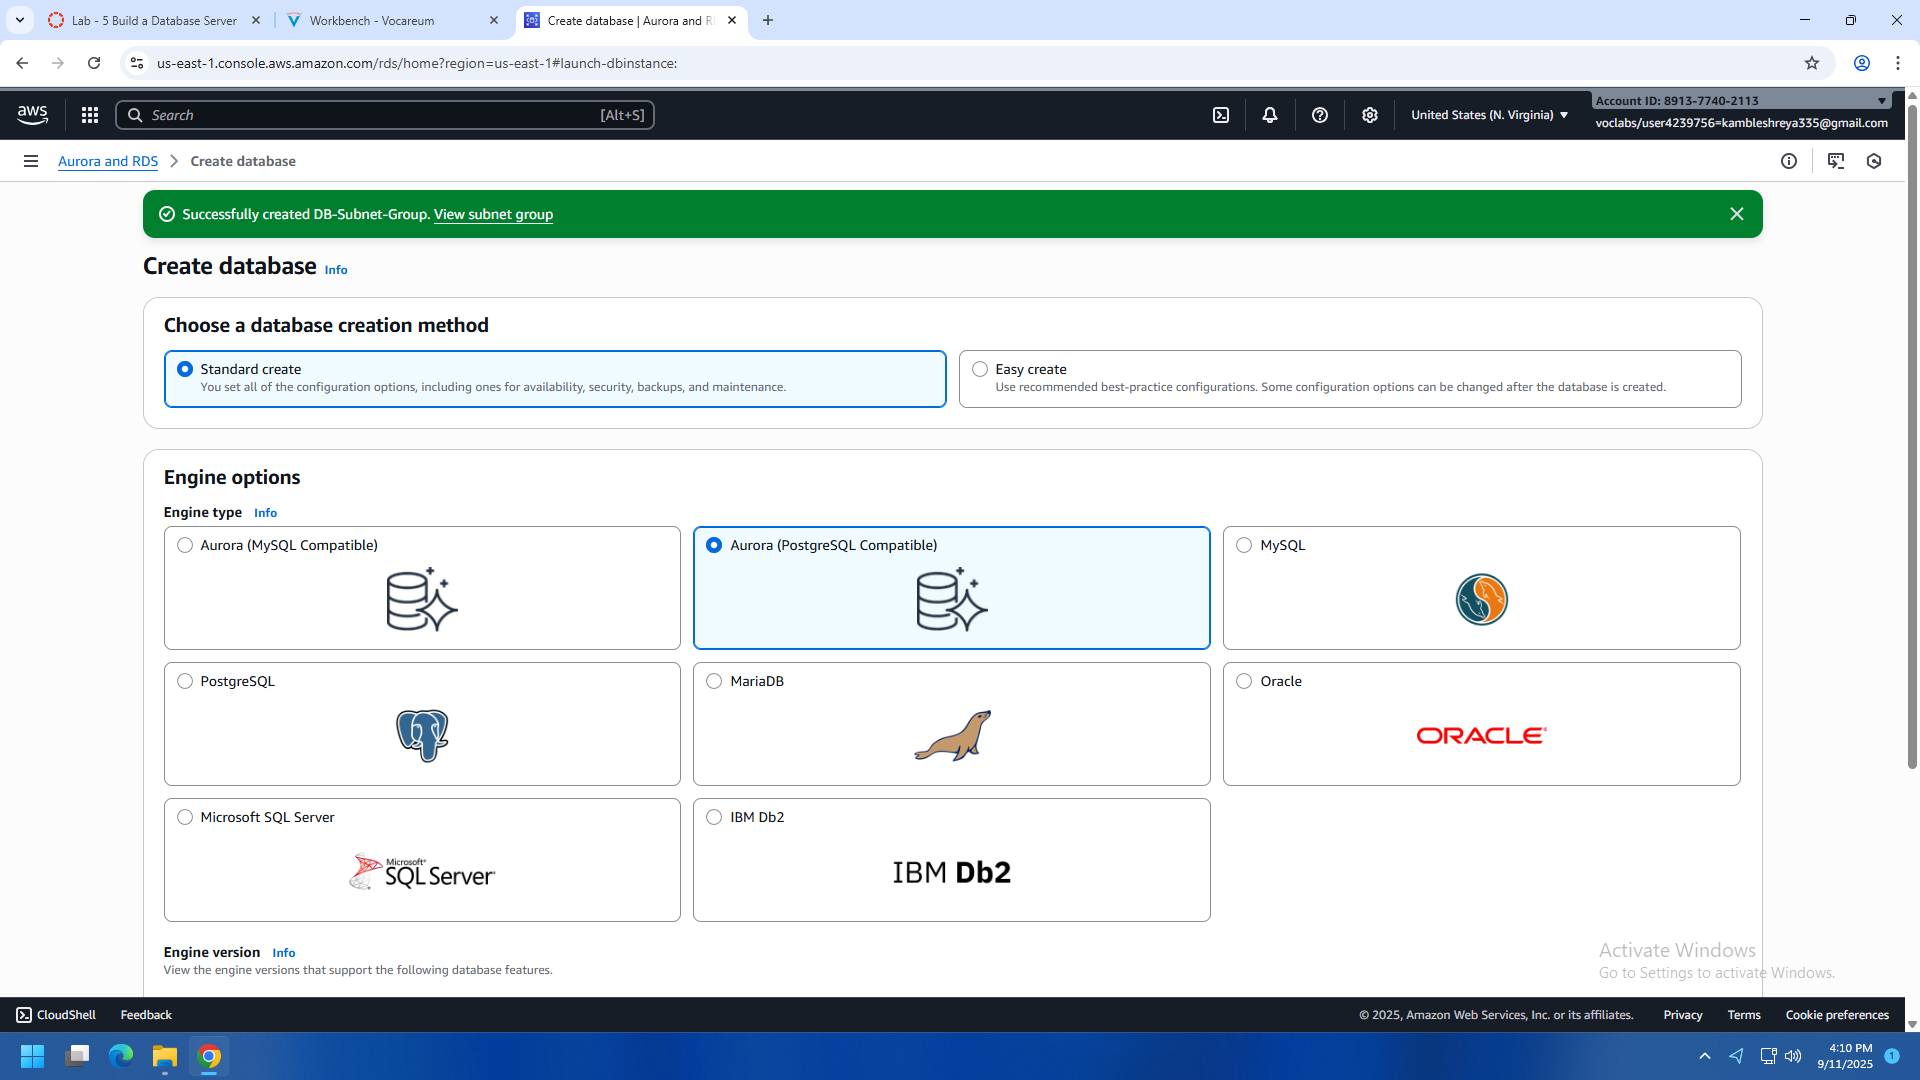 Lab - 5 Build a Database Server
Workbench - Vocareum
Create database | Aurora and R
us-east-1.console.aws.amazon.com/rds/home?region=us-east-1#launch-dbinstance:
aws
Search
[Alt+S]
United States (N. Virginia)
Account ID: 8913-7740-2113
voclabs/user4239756=kambleshreya335@gmail.com
Aurora and RDS
Create database
Successfully created DB-Subnet-Group. View subnet group
Create database Info
Choose a database creation method
Standard create
You set all of the configuration options, including ones for availability, security, backups, and maintenance.
Easy create
Use recommended best-practice configurations. Some configuration options can be changed after the database is created.
Engine options
Engine type Info
Aurora (MySQL Compatible)
Aurora (PostgreSQL Compatible)
MySQL
PostgreSQL
MariaDB
Oracle
ORACLE
Microsoft SQL Server
Microsoft
SQL Server
IBM Db2
IBM Db2
Engine version Info
View the engine versions that support the following database features.
Activate Windows
Go to Settings to activate Windows.
CloudShell
Feedback
© 2025, Amazon Web Services, Inc. or its affiliates.
Privacy
Terms
Cookie preferences
4:10 PM
9/11/2025
1